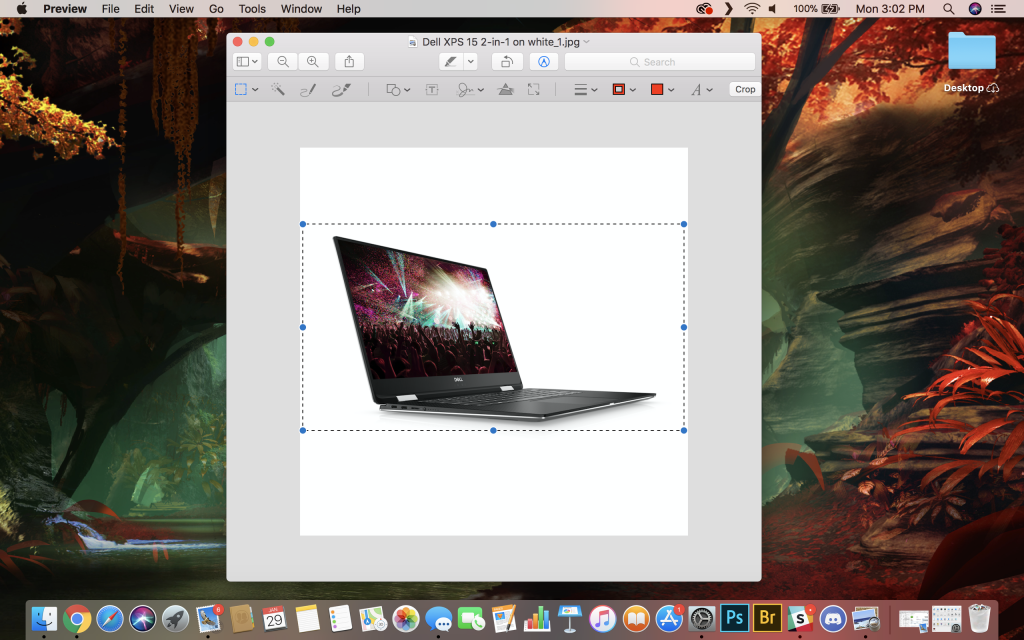 Preview File Edit View Go Tools Window Help 100% Mon 3:02 PM
Dell XPS 15 2-in-1 on white_1.jpg
Search
T A Crop
Desktop
DELL
6 JAN 29 1 Ps Br S